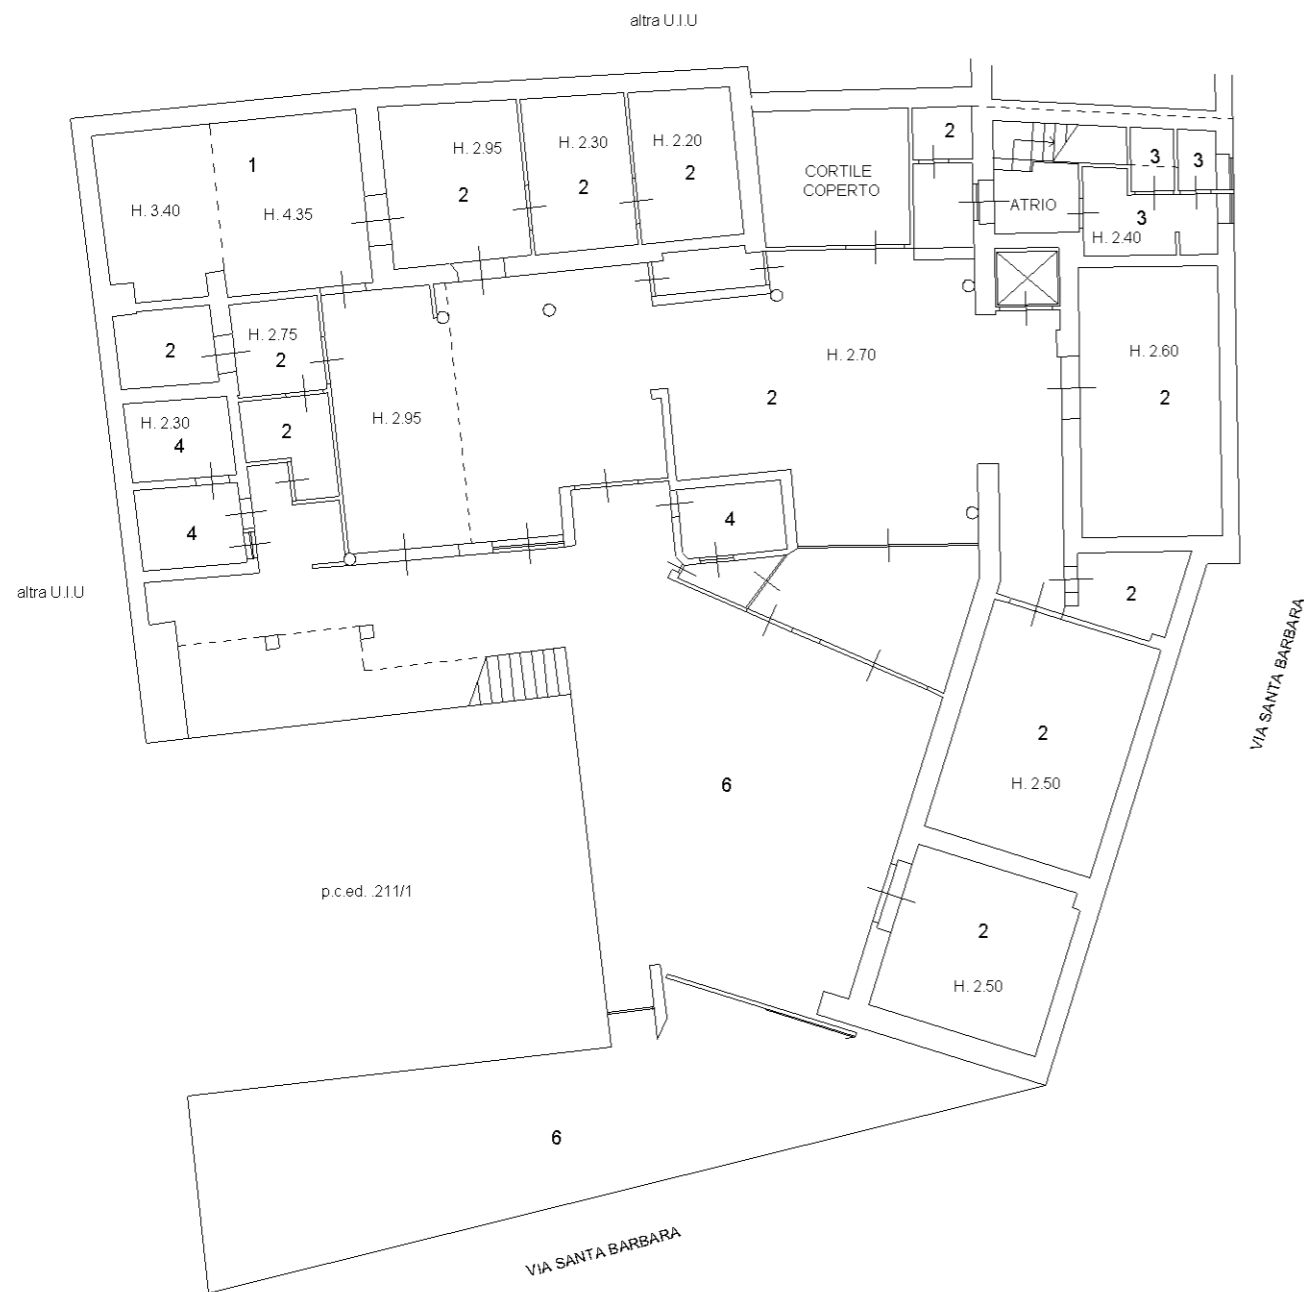 altra U.I.U
2
1
H. 2.95
H. 2.30
H. 2.20
3
3
CORTILE
COPERTO
2
2
2
H. 3.40
H. 4.35
ATRIO
3
H. 2.40
H. 2.75
2
2
H. 2.70
H. 2.60
2
2
H. 2.30
4
2
H. 2.95
4
4
altra U.I.U
2
VIA SANTA BARBARA
2
H. 2.50
6
p.c.ed. .211/1
2
H. 2.50
6
VIA SANTA BARBARA